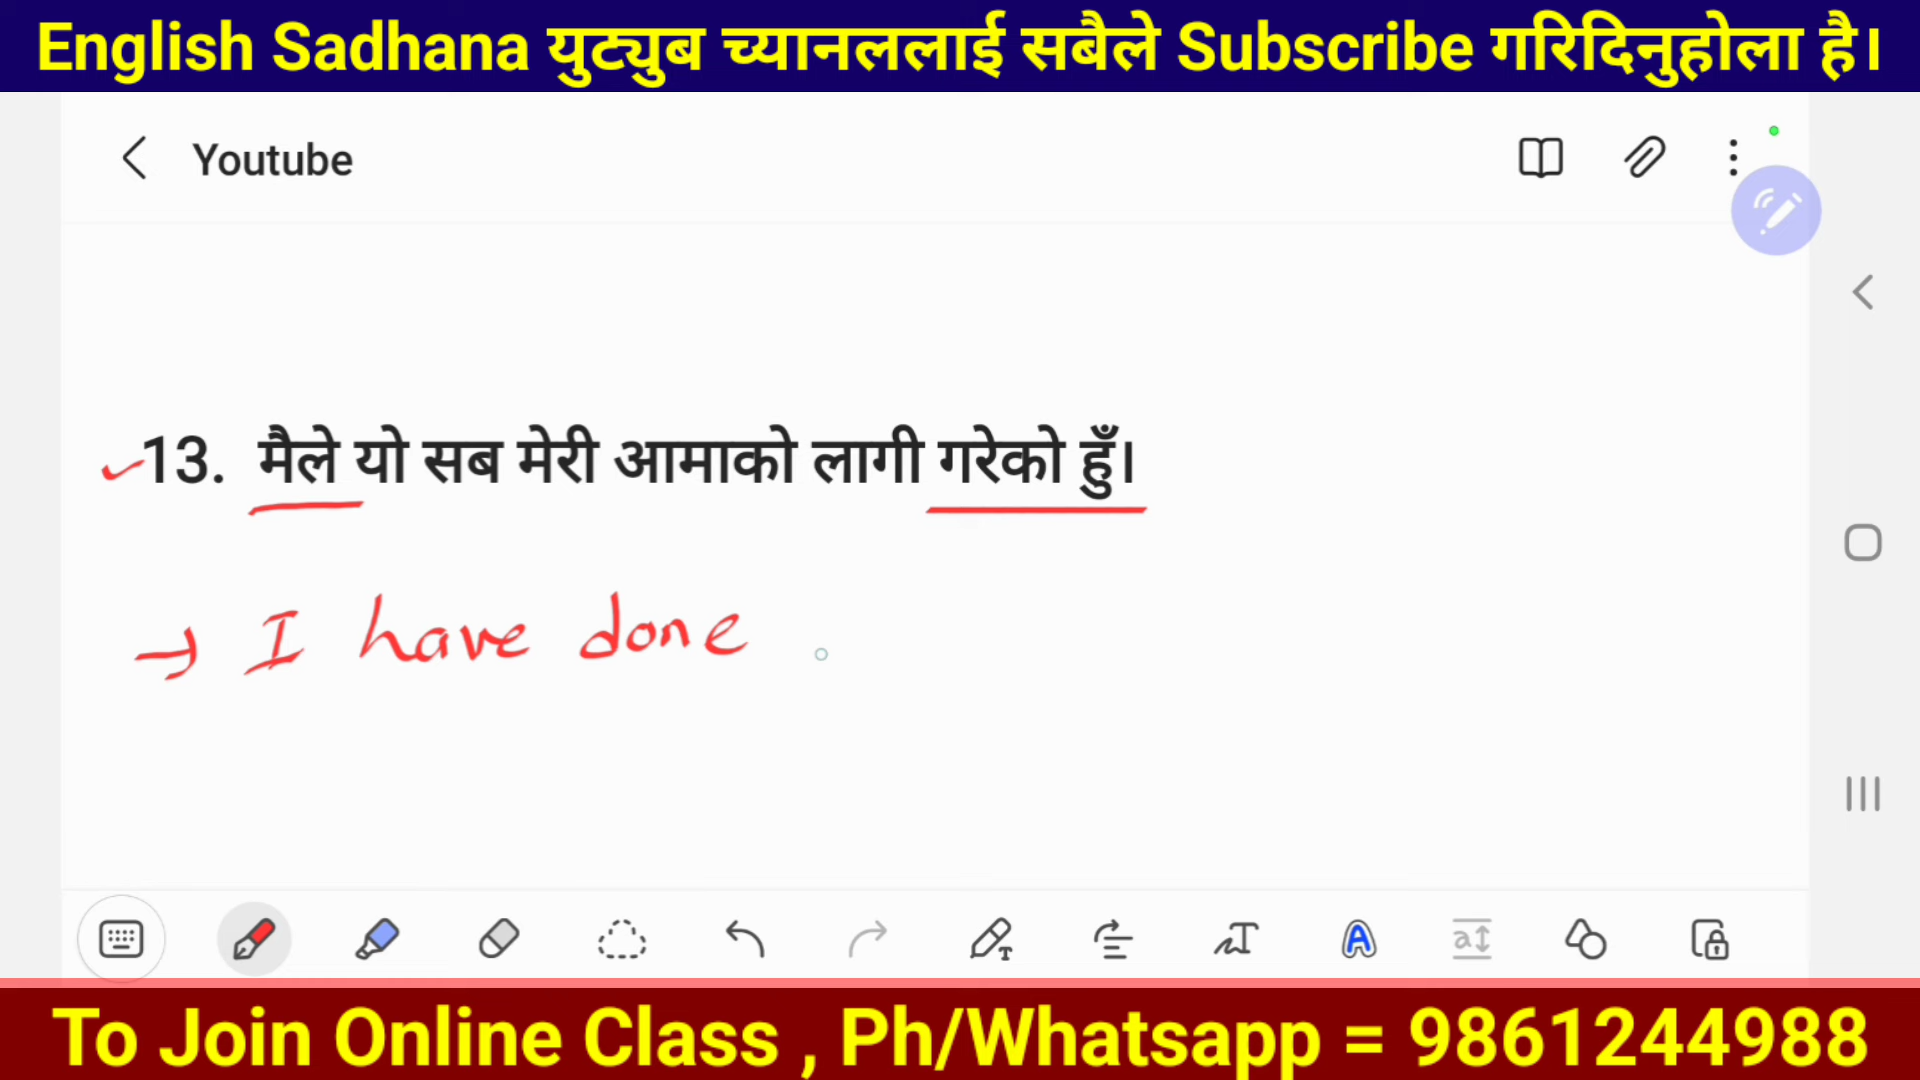 English Sadhana युट्युब च्यानललाई सबैले Subscribe गरिदिनुहोला है।
Youtube
13. मैले यो सब मेरी आमाको लागी गरेको हुँ।
→ I have done
To Join Online Class , Ph/Whatsapp = 9861244988